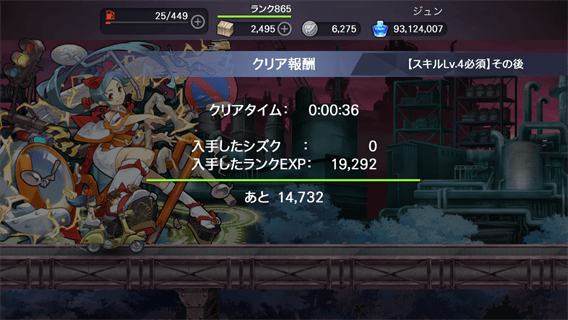 25/449
ランク865
2,495
6,275
ジュン
93,124,007
クリア報酬
【スキルLv.4必須】その後
クリアタイム： 0:00:36
入手したシズク ： 0
入手したランクEXP： 19,292
あと 14,732